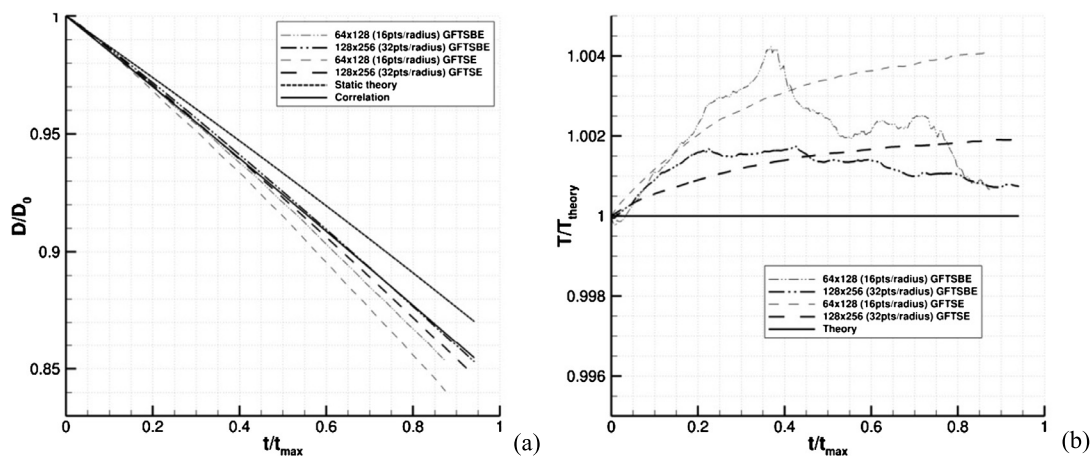 1
0.95
0.9
0.85
D/D0
64x128 (16pts/radius) GFTSBE
128x256 (32pts/radius) GFTSBE
64x128 (16pts/radius) GFTSE
128x256 (32pts/radius) GFTSE
Static theory
Correlation
0 0.2 0.4 0.6 0.8 1
t/tmax
(a)
1.004
1.002
1
0.998
0.996
T/Ttheory
64x128 (16pts/radius) GFTSBE
128x256 (32pts/radius) GFTSBE
64x128 (16pts/radius) GFTSE
128x256 (32pts/radius) GFTSE
Theory
0 0.2 0.4 0.6 0.8 1
t/tmax
(b)